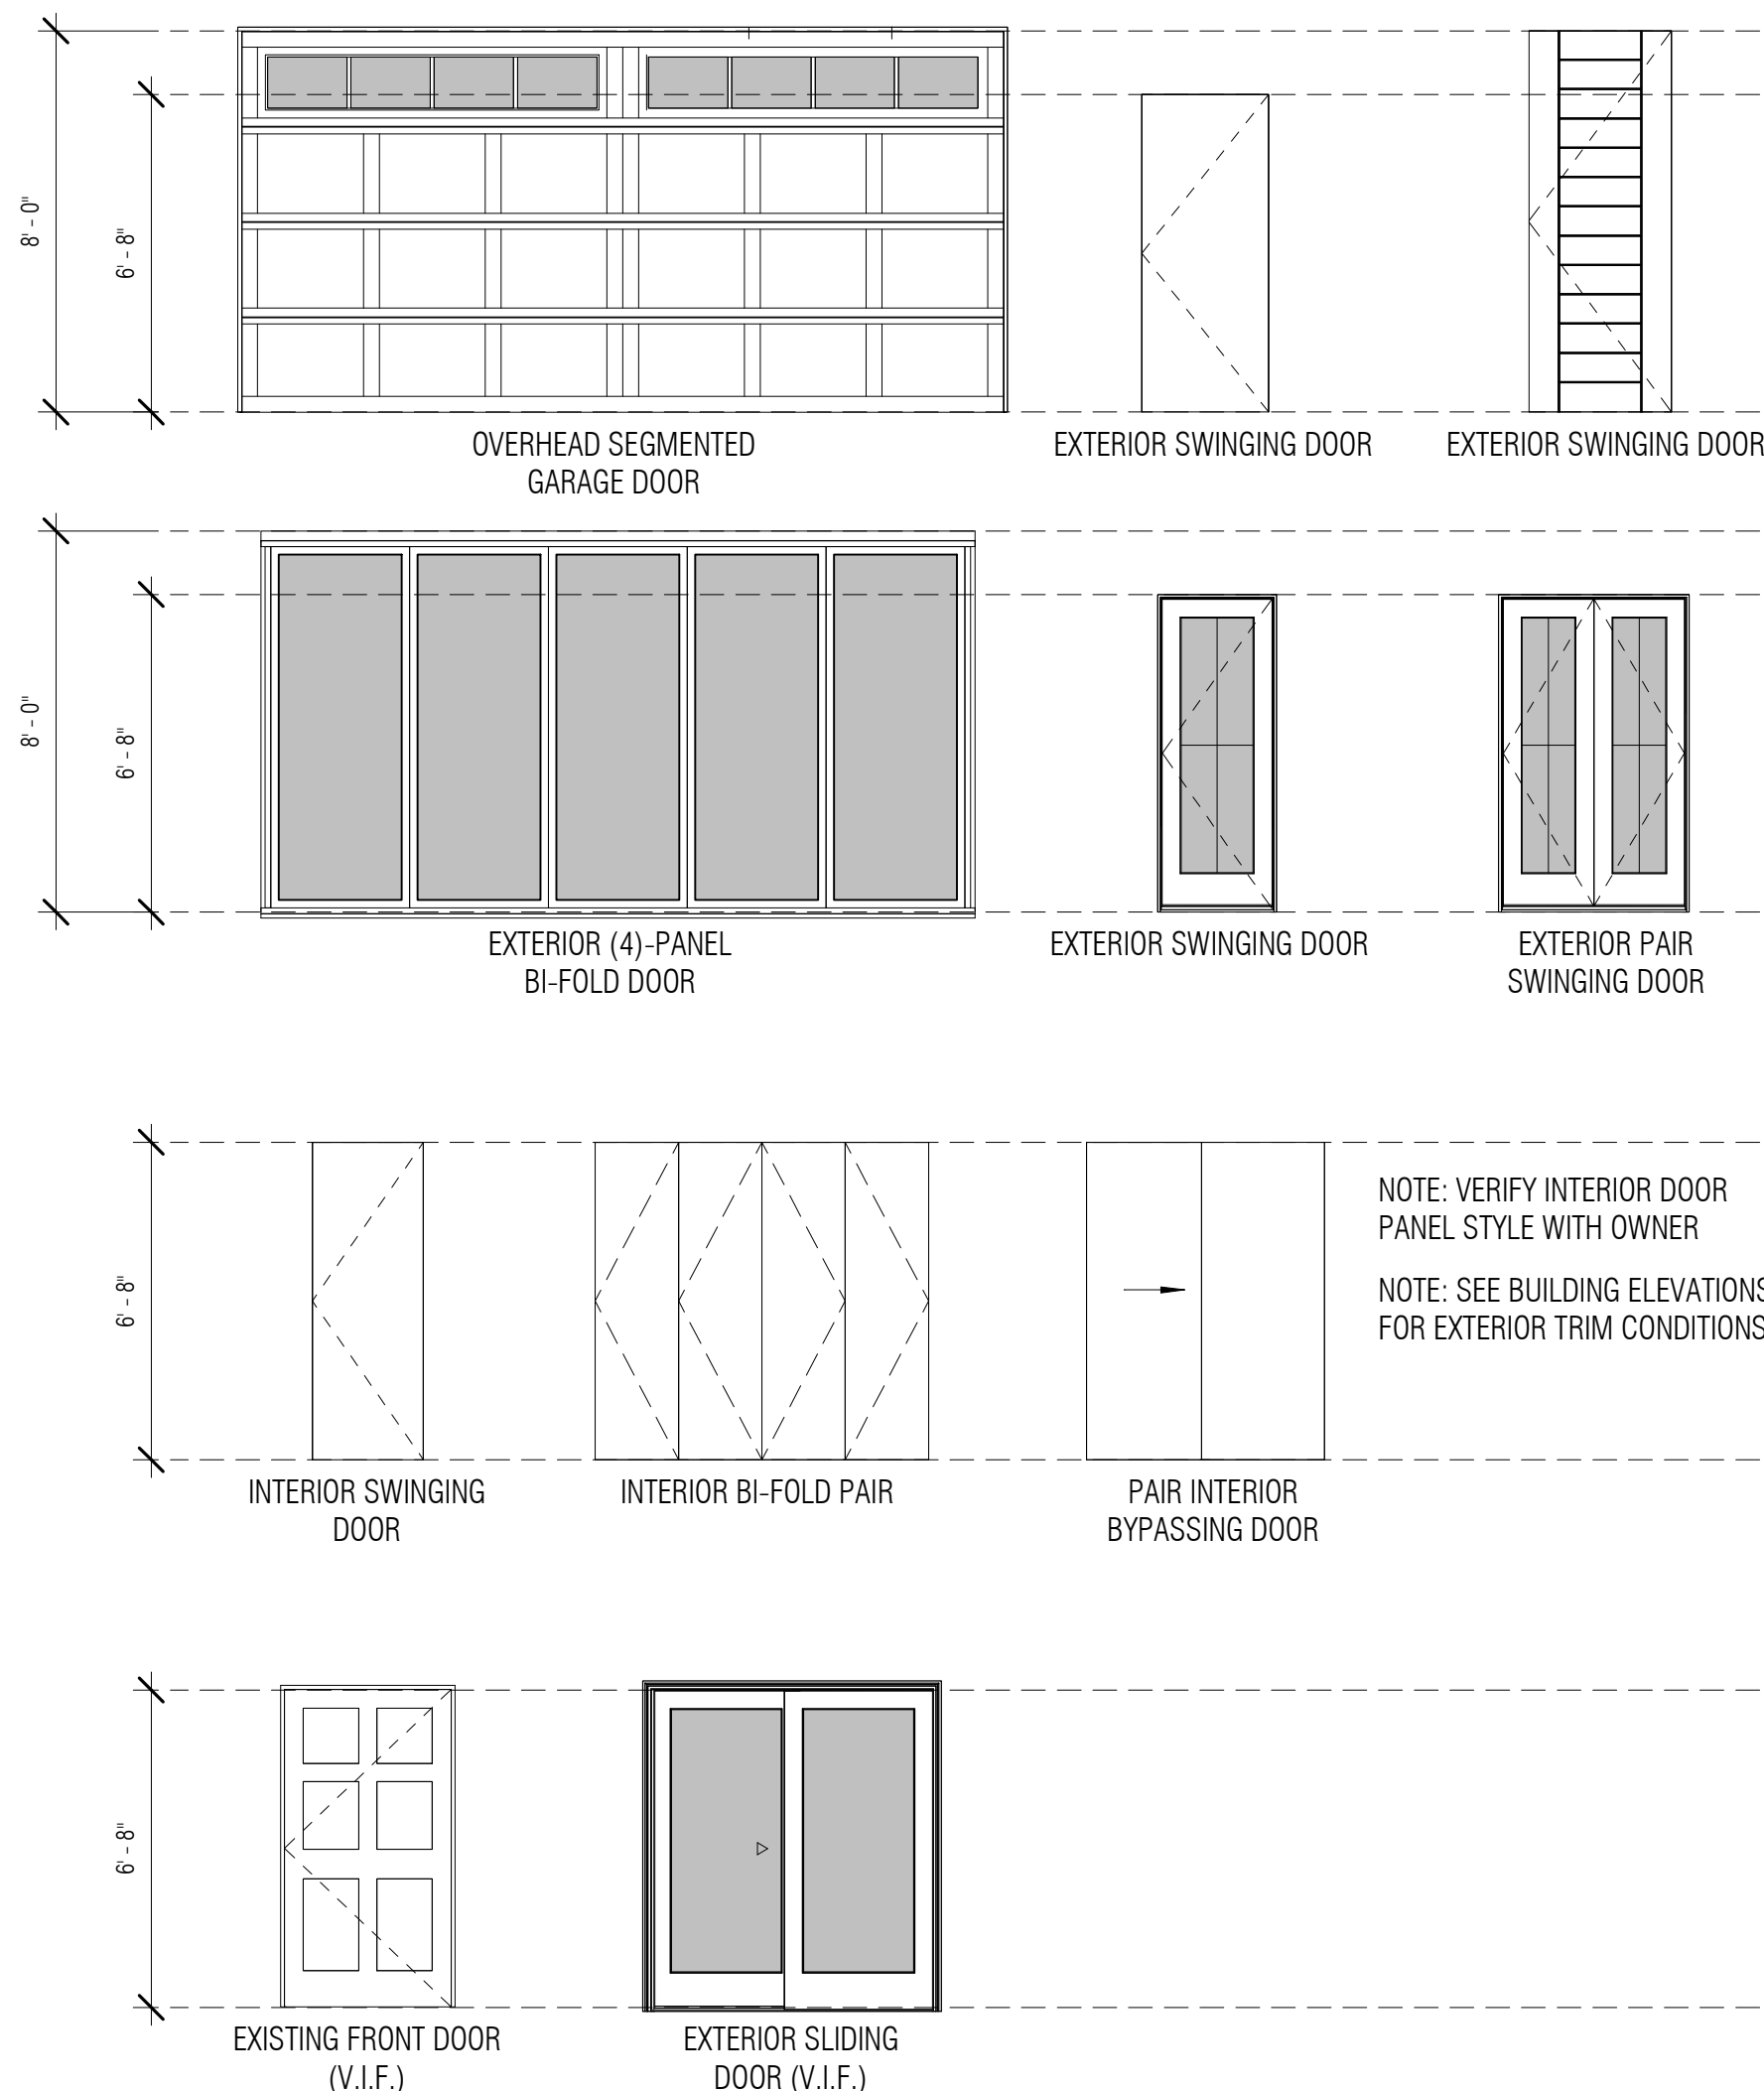 8' - 0"
6' - 8"
OVERHEAD SEGMENTED
GARAGE DOOR
EXTERIOR SWINGING DOOR
EXTERIOR SWINGING DOOR
8' - 0"
6' - 8"
EXTERIOR (4)-PANEL
BI-FOLD DOOR
EXTERIOR SWINGING DOOR
EXTERIOR PAIR
SWINGING DOOR
6' - 8"
NOTE: VERIFY INTERIOR DOOR
PANEL STYLE WITH OWNER
NOTE: SEE BUILDING ELEVATIONS
FOR EXTERIOR TRIM CONDITIONS
INTERIOR SWINGING
DOOR
INTERIOR BI-FOLD PAIR
PAIR INTERIOR
BYPASSING DOOR
6' - 8"
EXISTING FRONT DOOR
(V.I.F.)
EXTERIOR SLIDING
DOOR (V.I.F.)